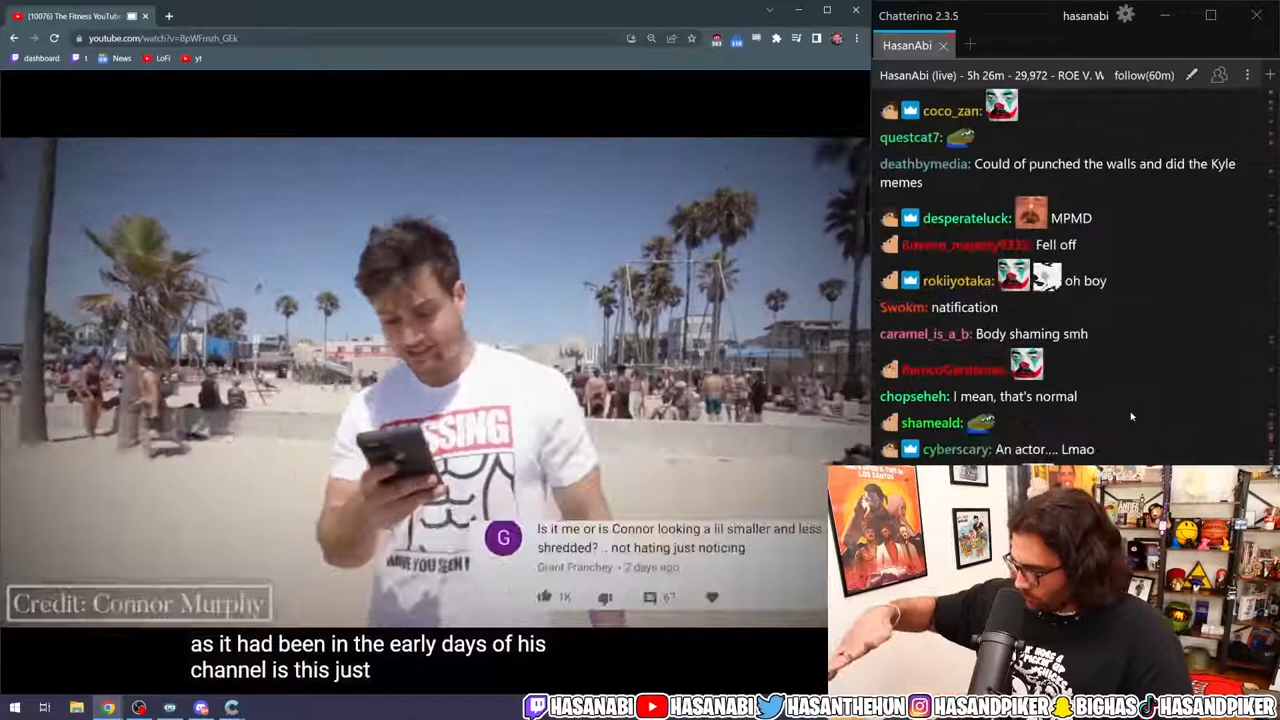 (10076) The Fitness YouTub
youtube.com/watch?v=BpWFmzh_GEk
dashboard
t
News
LoFi
yt
Chatterino 2.3.5
hasanabi
HasanAbi
HasanAbi (live) - 5h 26m - 29,972 - ROE V. W
follow(60m)
coco_zan:
questcat7:
deathbymedia: Could of punched the walls and did the Kyle
memes
desperateluck: MPMD
Fell off
rokiiyotaka: oh boy
Swokm: natification
caramel_is_a_b: Body shaming smh
chopseheh: I mean, that's normal
shameald:
cyberscary: An actor.... Lmao
G
Is it me or is Connor looking a lil smaller and less
shredded? .. not hating just noticing
Grant Franchey • 2 days ago
1K
67
Credit: Connor Murphy
as it had been in the early days of his
channel is this just
LOS SANTOS
HASANABI
HASANABI
HASANTHEHUN
HASANDPIKER
BIGHAS
HASANDPIKER